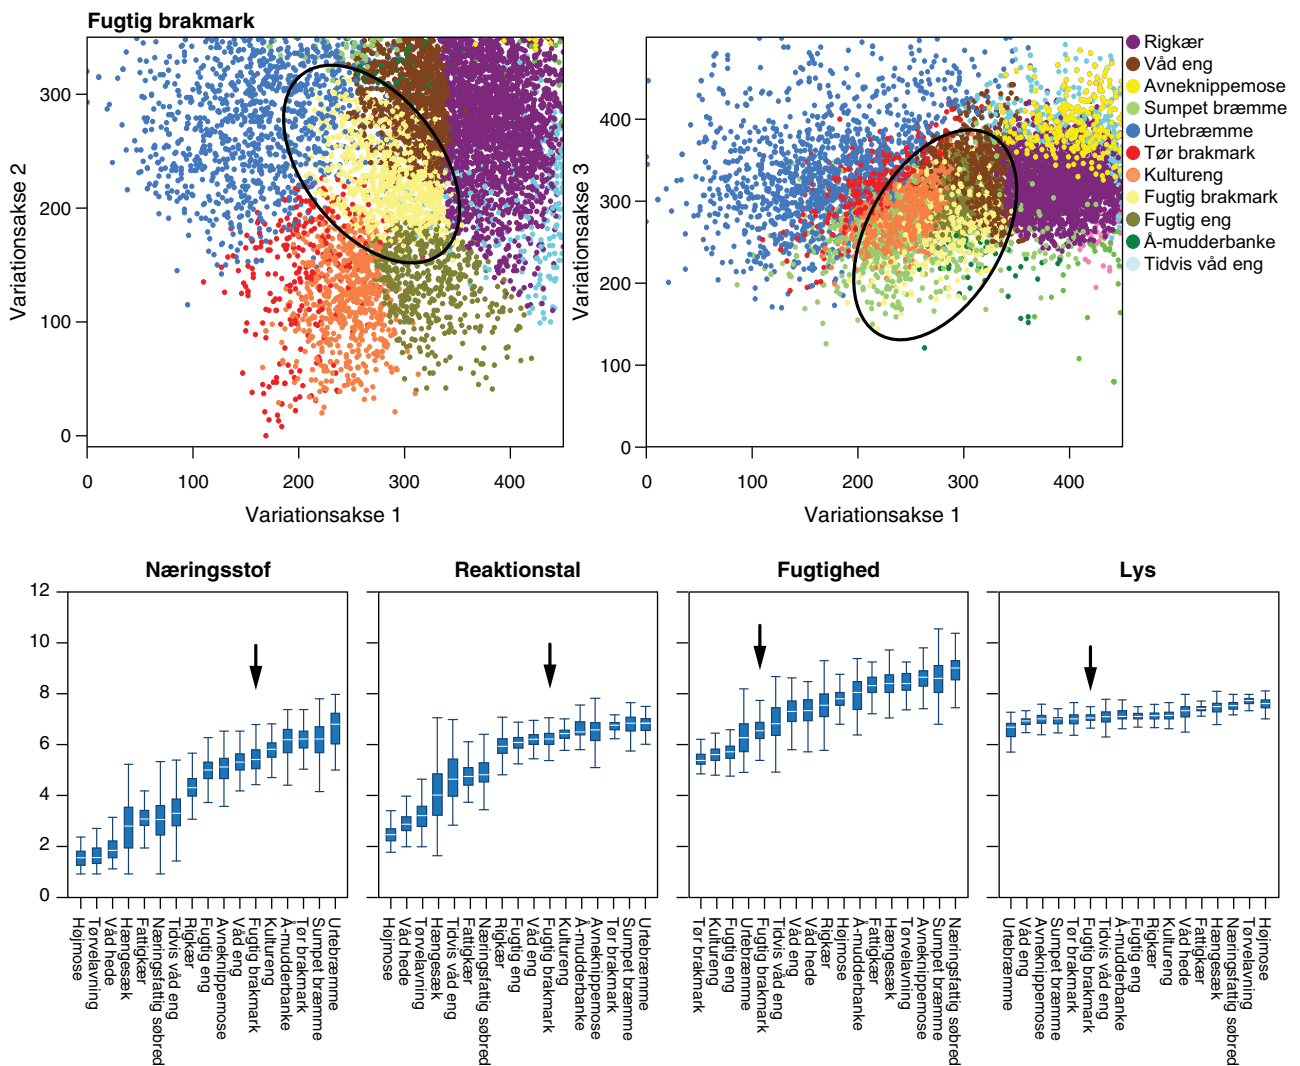 Fugtig brakmark
Variationsakse 2
300
200
100
0
0
100
200
300
400
Variationsakse 1
Variationsakse 3
400
300
200
100
0
0
100
200
300
400
Variationsakse 1
Rigkær
Våd eng
Avneknippemose
Sumpet bræmme
Urtebræmme
Tør brakmark
Kultureng
Fugtig brakmark
Fugtig eng
Å-mudderbanke
Tidvis våd eng
Næringsstof
12
10
8
6
4
2
0
Højmose
Tørvelavning
Våd hede
Hængesæk
Fattigkær
Næringsfattig søbred
Tidvis våd eng
Rigkær
Fugtig eng
Avneknippemose
Våd eng
Fugtig brakmark
Kultureng
Å-mudderbanke
Tør brakmark
Sumpet bræmme
Urtebræmme
Reaktionstal
Højmose
Våd hede
Tørvelavning
Hængesæk
Tidvis våd eng
Fattigkær
Næringsfattig søbred
Rigkær
Fugtig eng
Våd eng
Fugtig brakmark
Kultureng
Å-mudderbanke
Avneknippemose
Tør brakmark
Sumpet bræmme
Urtebræmme
Fugtighed
Tør brakmark
Kultureng
Fugtig eng
Urtebræmme
Fugtig brakmark
Tidvis våd eng
Våd eng
Våd hede
Rigkær
Højmose
Å-mudderbanke
Fattigkær
Hængesæk
Tørvelavning
Avneknippemose
Sumpet bræmme
Næringsfattig søbred
Lys
Urtebræmme
Våd eng
Avneknippemose
Sumpet bræmme
Tør brakmark
Fugtig brakmark
Tidvis våd eng
Å-mudderbanke
Fugtig eng
Rigkær
Kultureng
Våd hede
Fattigkær
Hængesæk
Næringsfattig søbred
Tørvelavning
Højmose